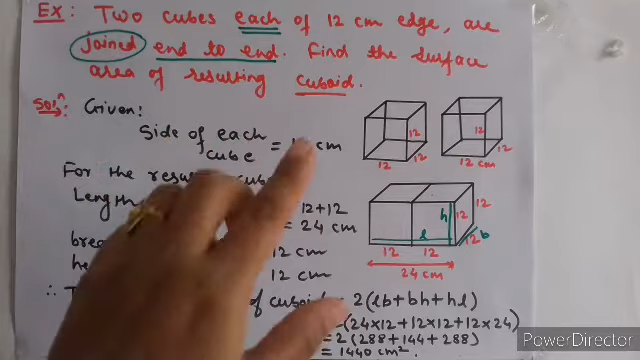 Ex: Two cubes each of 12 cm edge, are
joined end to end. Find the surface
area of resulting cuboid.
Solⁿ: Given:
Side of each
cube = cm
For the
Length 12+12
= 24 cm
12 cm
12 cm
∴ of cuboid = 2(lb+bh+hl)
(24×12+12×12+12×24)
=2 (288+144+288)
= 1440 cm².
12 12 12
12 12 cm 12
h 12 12
l 12 b
12 12
24 cm
PowerDirector